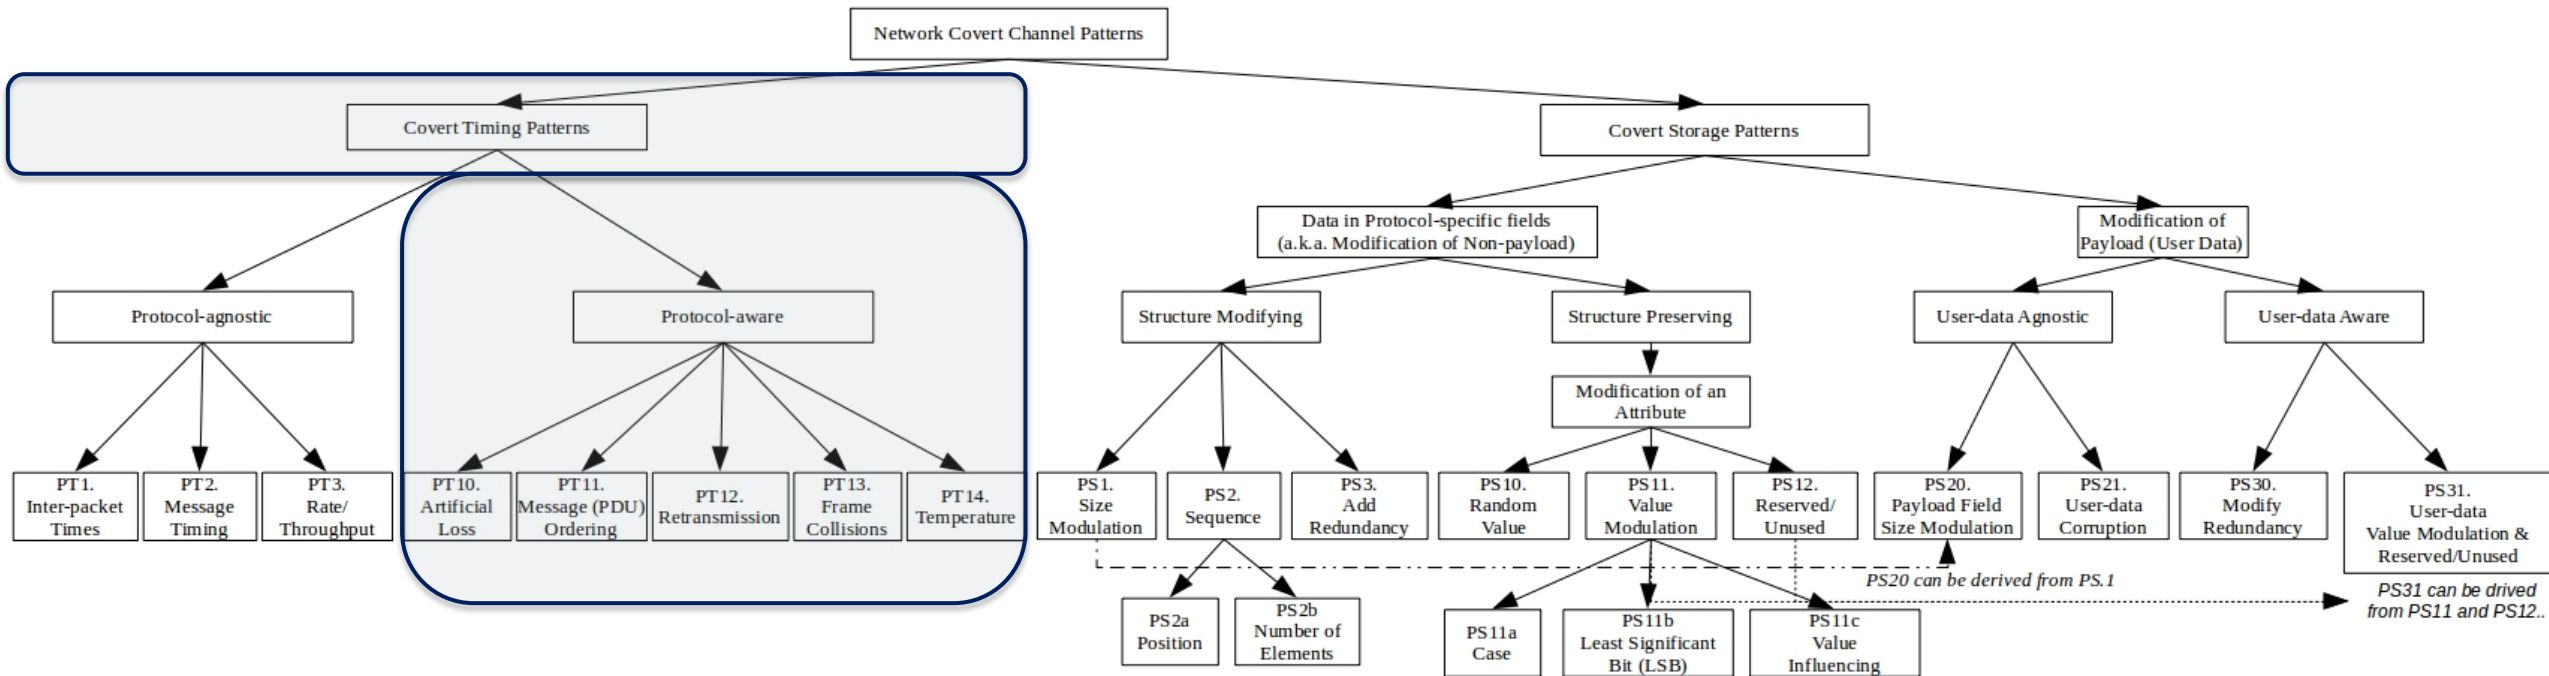 Network Covert Channel Patterns
Covert Timing Patterns
Covert Storage Patterns
Data in Protocol-specific fields
(a.k.a. Modification of Non-payload)
Modification of
Payload (User Data)
Protocol-agnostic
Protocol-aware
Structure Modifying
Structure Preserving
User-data Agnostic
User-data Aware
Modification of an
Attribute
PT1.
Inter-packet
Times
PT2.
Message
Timing
PT3.
Rate/
Throughput
PT10.
Artificial
Loss
PT11.
Message (PDU)
Ordering
PT12.
Retransmission
PT13.
Frame
Collisions
PT14.
Temperature
PS1.
Size
Modulation
PS2.
Sequence
PS3.
Add
Redundancy
PS10.
Random
Value
PS11.
Value
Modulation
PS12.
Reserved/
Unused
PS20.
Payload Field
Size Modulation
PS21.
User-data
Corruption
PS30.
Modify
Redundancy
PS31.
User-data
Value Modulation &
Reserved/Unused
PS20 can be derived from PS.1
PS31 can be drived
from PS11 and PS12..
PS2a
Position
PS2b
Number of
Elements
PS11a
Case
PS11b
Least Significant
Bit (LSB)
PS11c
Value
Influencing